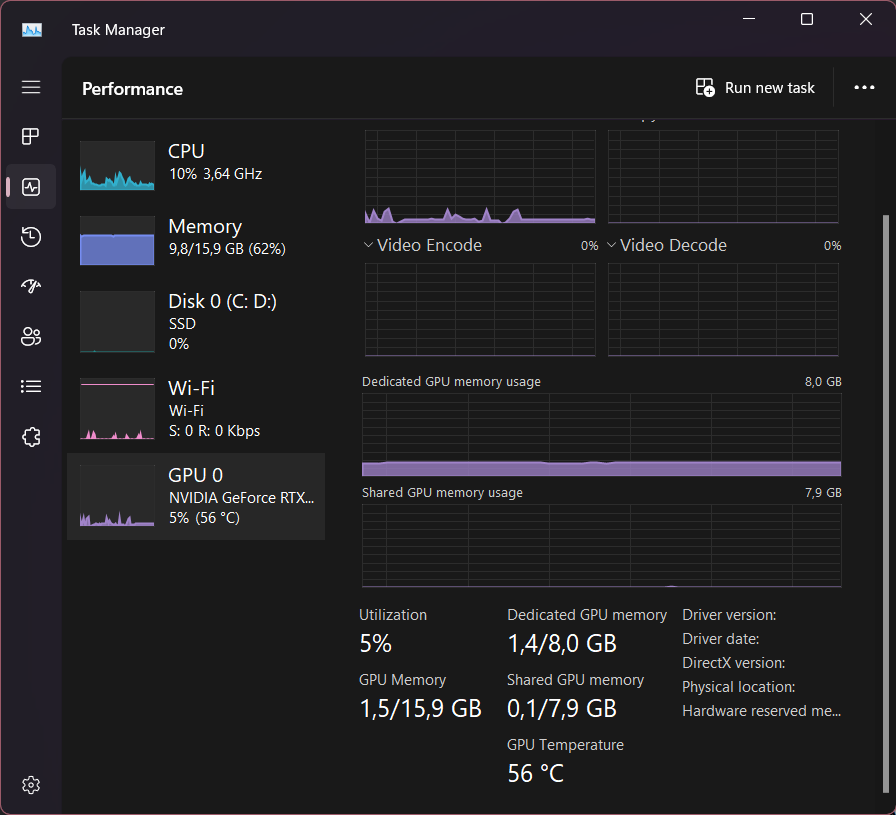 Task Manager
Performance
Run new task
CPU
10% 3,64 GHz
Memory
9,8/15,9 GB (62%)
Disk 0 (C: D:)
SSD
0%
Wi-Fi
Wi-Fi
S: 0 R: 0 Kbps
GPU 0
NVIDIA GeForce RTX...
5% (56 °C)
Video Encode 0%
Video Decode 0%
Dedicated GPU memory usage 8,0 GB
Shared GPU memory usage 7,9 GB
Utilization
5%
Dedicated GPU memory
1,4/8,0 GB
Driver version:
Driver date:
DirectX version:
Physical location:
Hardware reserved me...
GPU Memory
1,5/15,9 GB
Shared GPU memory
0,1/7,9 GB
GPU Temperature
56 °C